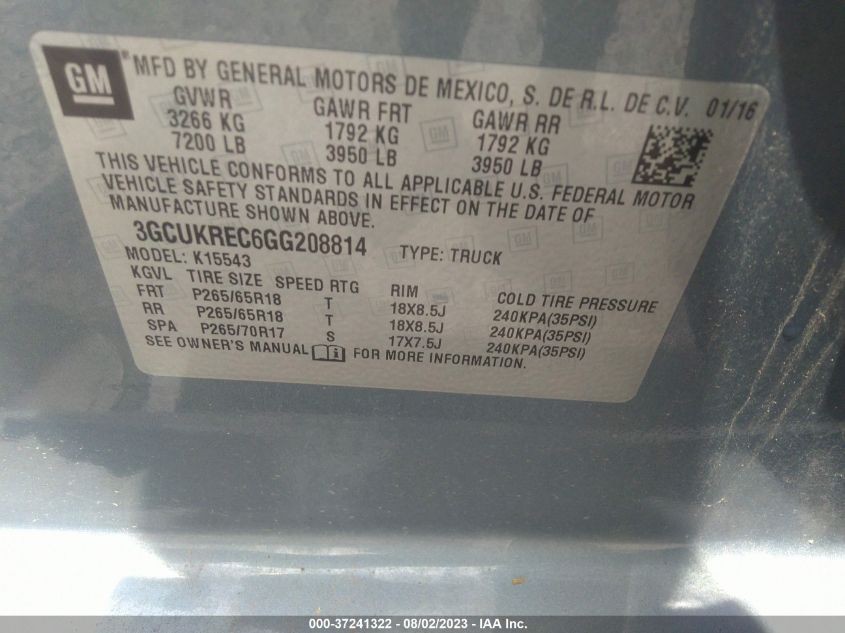 GM MFD BY GENERAL MOTORS DE MEXICO, S. DE R.L. DE C.V. 01/16
GVWR GAWR FRT GAWR RR
3266 KG 1792 KG 1792 KG
7200 LB 3950 LB 3950 LB
THIS VEHICLE CONFORMS TO ALL APPLICABLE U.S. FEDERAL MOTOR
VEHICLE SAFETY STANDARDS IN EFFECT ON THE DATE OF
MANUFACTURE SHOWN ABOVE.
3GCUKREC6GG208814 TYPE: TRUCK
MODEL: K15543
KGVL TIRE SIZE SPEED RTG RIM COLD TIRE PRESSURE
FRT P265/65R18 T 18X8.5J 240KPA(35PSI)
RR P265/65R18 T 18X8.5J 240KPA(35PSI)
SPA P265/70R17 S 17X7.5J 240KPA(35PSI)
SEE OWNER'S MANUAL FOR MORE INFORMATION.
000-37241322 - 08/02/2023 - IAA Inc.